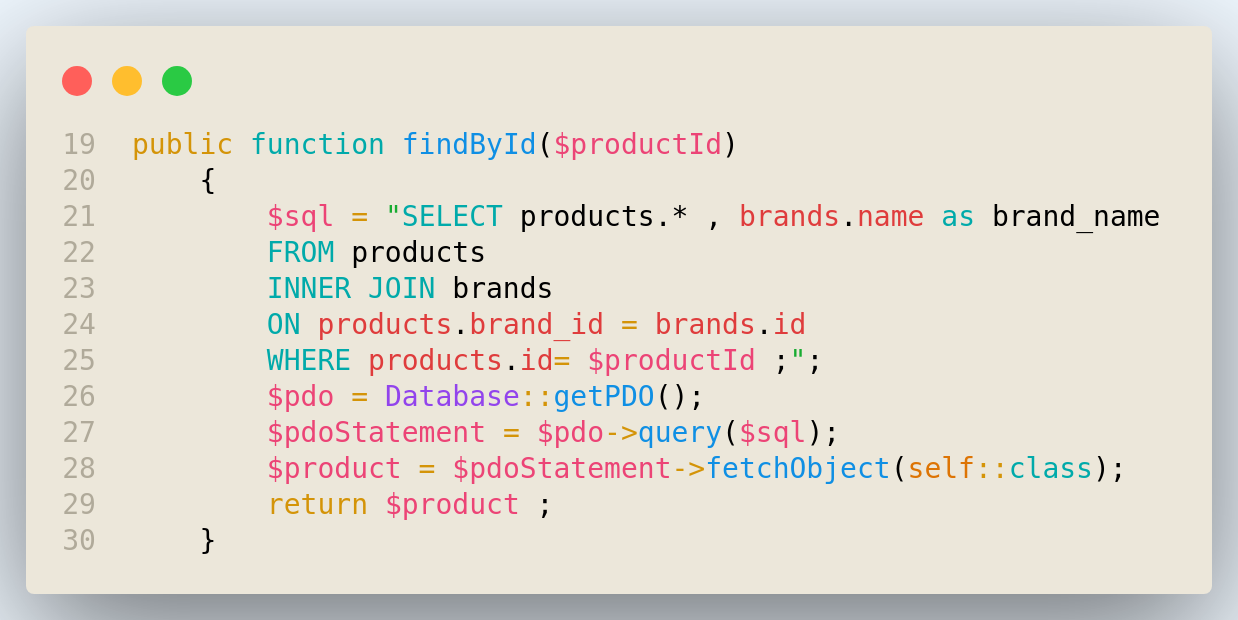 19 public function findById($productId)
20     {
21         $sql = "SELECT products.* , brands.name as brand_name
22         FROM products
23         INNER JOIN brands
24         ON products.brand_id = brands.id
25         WHERE products.id= $productId ;";
26         $pdo = Database::getPDO();
27         $pdoStatement = $pdo->query($sql);
28         $product = $pdoStatement->fetchObject(self::class);
29         return $product ;
30     }